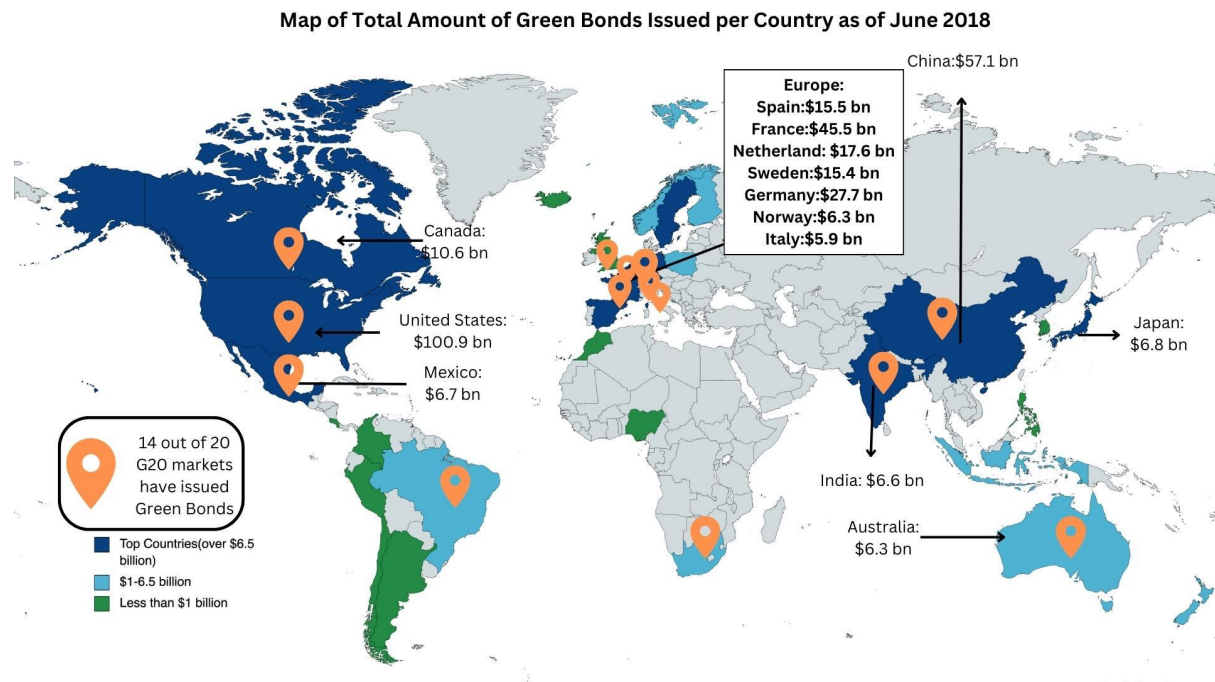 Map of Total Amount of Green Bonds Issued per Country as of June 2018
China:$57.1 bn
Europe:
Spain:$15.5 bn
France:$45.5 bn
Netherland: $17.6 bn
Sweden:$15.4 bn
Germany:$27.7 bn
Norway:$6.3 bn
Italy:$5.9 bn
Canada:
$10.6 bn
United States:
$100.9 bn
Mexico:
$6.7 bn
Japan:
$6.8 bn
India: $6.6 bn
Australia:
$6.3 bn
14 out of 20
G20 markets
have issued
Green Bonds
Top Countries(over $6.5
billion)
$1-6.5 billion
Less than $1 billion